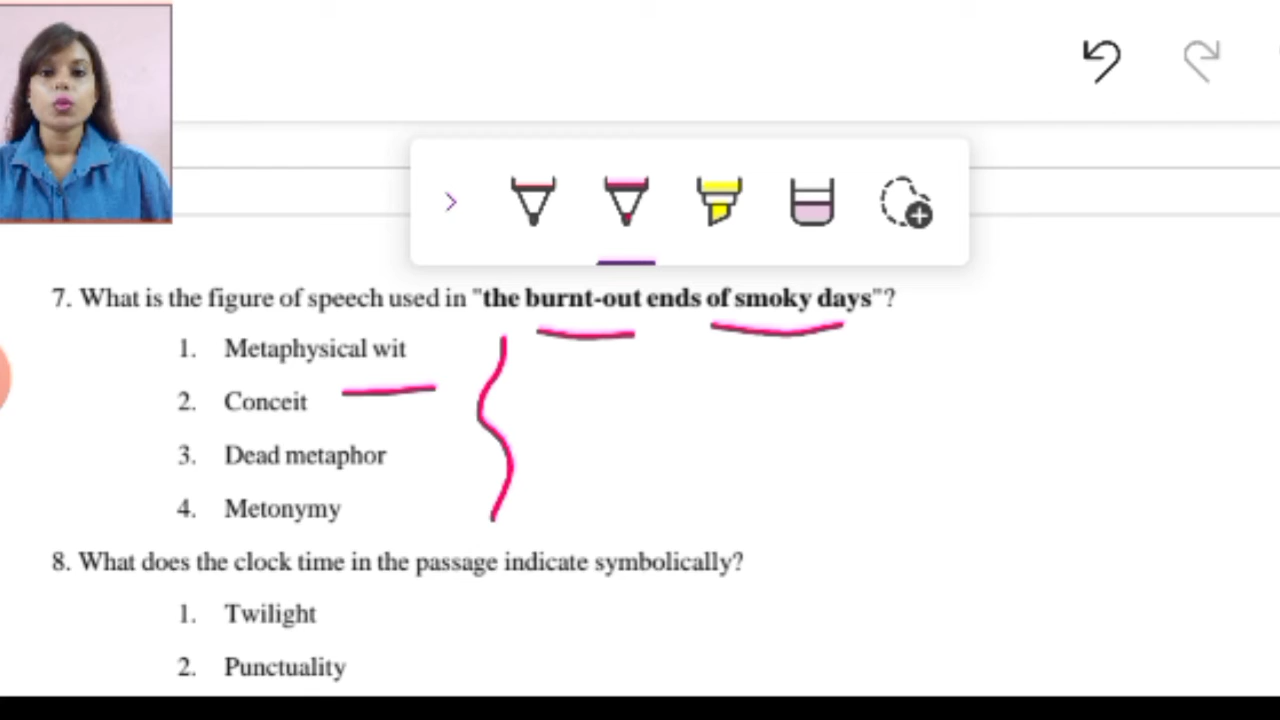 7. What is the figure of speech used in "the burnt-out ends of smoky days"?
1. Metaphysical wit
2. Conceit
3. Dead metaphor
4. Metonymy
8. What does the clock time in the passage indicate symbolically?
1. Twilight
2. Punctuality